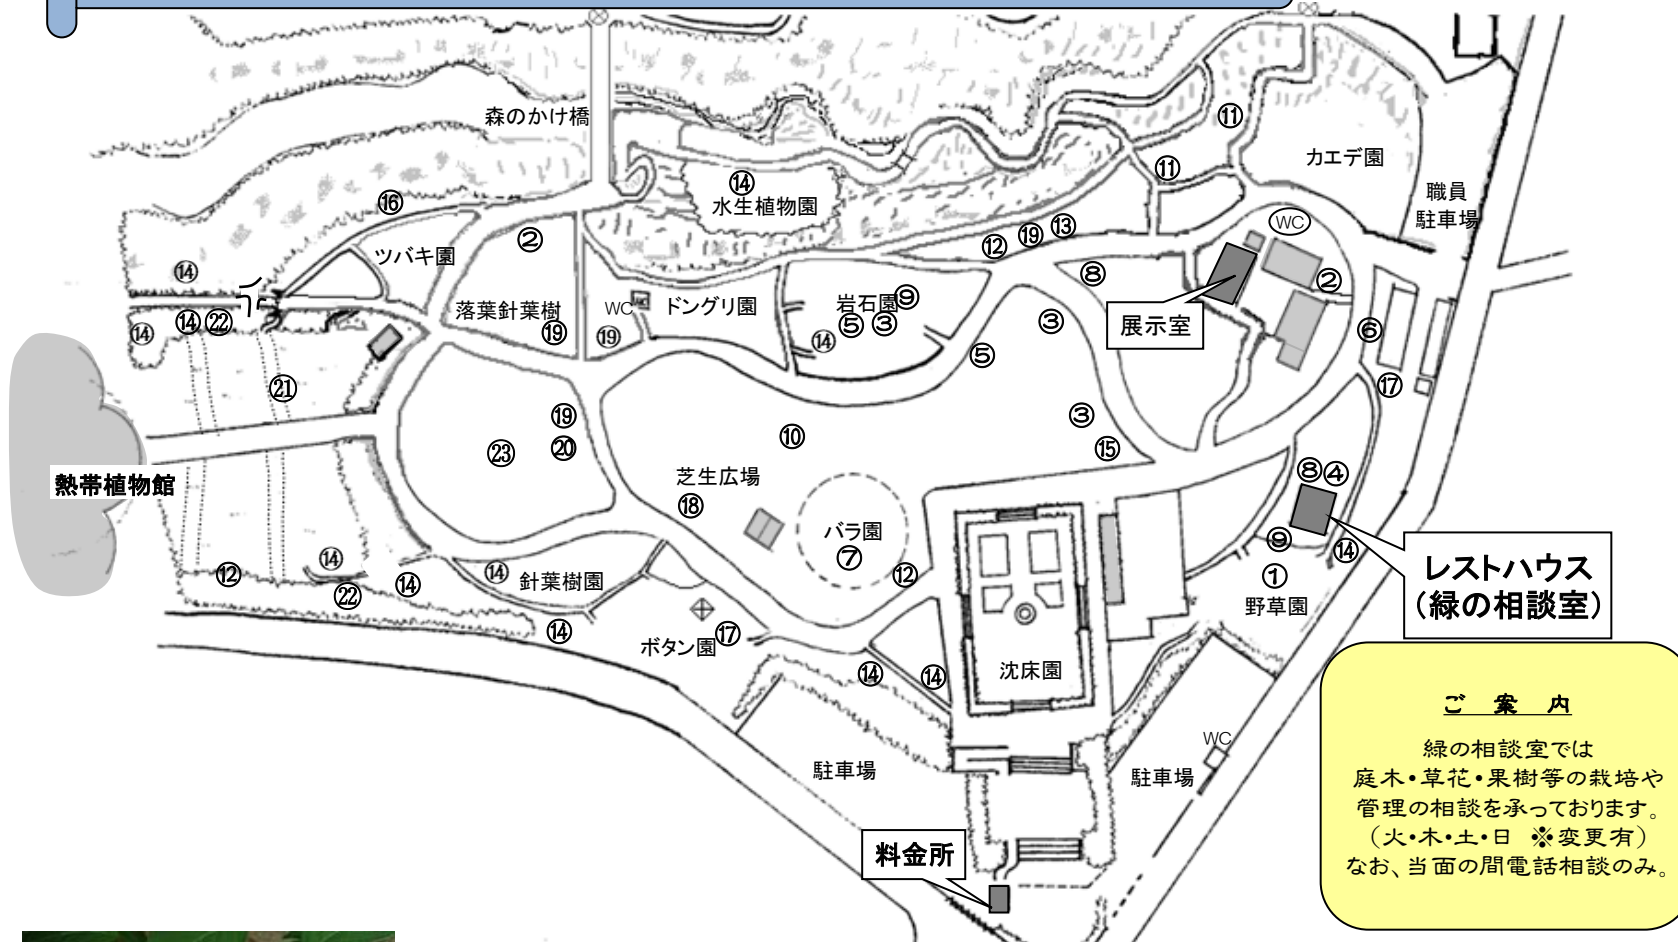 森のかけ橋
⑪
カエデ園
⑪
⑭
水生植物園
職員
駐車場
⑯
②
⑫ ⑲ ⑬
WC
ツバキ園
⑭
⑧
②
落葉針葉樹
⑲
WC
⑲
ドングリ園
岩石園⑨
⑤ ③
⑭
③
展示室
⑥
⑭ ㉒
⑭
⑤
㉑
⑰
⑲
⑳
㉓
⑩
③
⑮
熱帯植物館
芝生広場
⑱
⑧④
バラ園
⑦
⑨
⑭
レストハウス
(緑の相談室)
⑫
⑭
㉒
⑭
⑭
針葉樹園
⑫
①
野草園
⑭
ボタン園⑰
⑭
⑭
沈床園
駐車場
WC
駐車場
料金所
ご 案 内
緑の相談室では
庭木・草花・果樹等の栽培や
管理の相談を承っております。
(火・木・土・日 ※変更有)
なお、当面の間電話相談のみ。